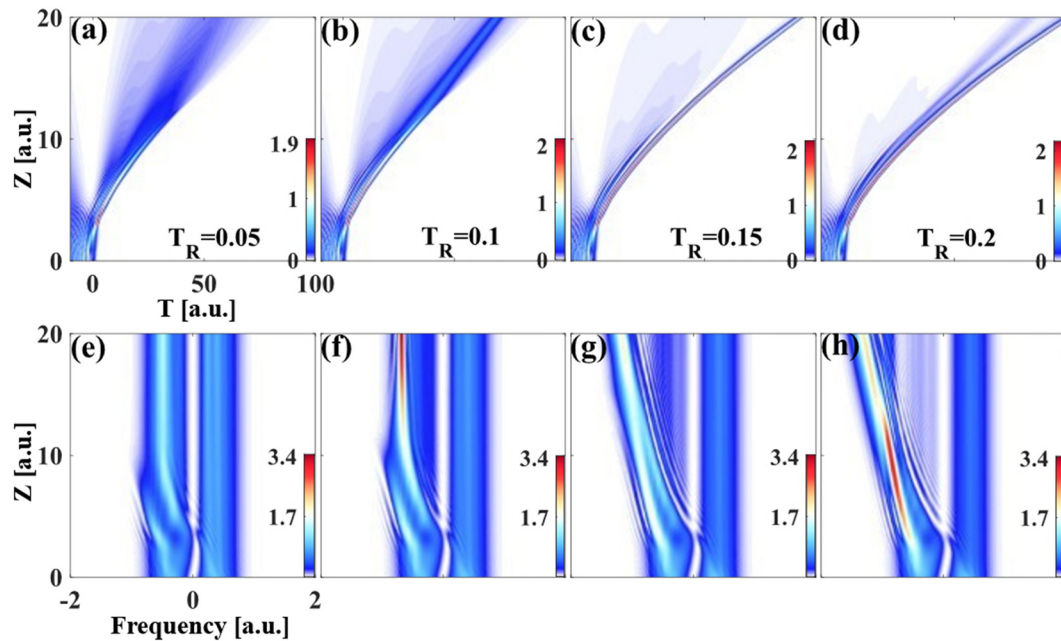 20 (a) (b) (c) (d)
Z [a.u.]
10
1.9 2 2 2
1 1 1 1
T_R=0.05 T_R=0.1 T_R=0.15 T_R=0.2
0 0 0 0 0
0 50 100
T [a.u.]
20 (e) (f) (g) (h)
Z [a.u.]
10
3.4 3.4 3.4 3.4
1.7 1.7 1.7 1.7
0
-2 0 2
Frequency [a.u.]